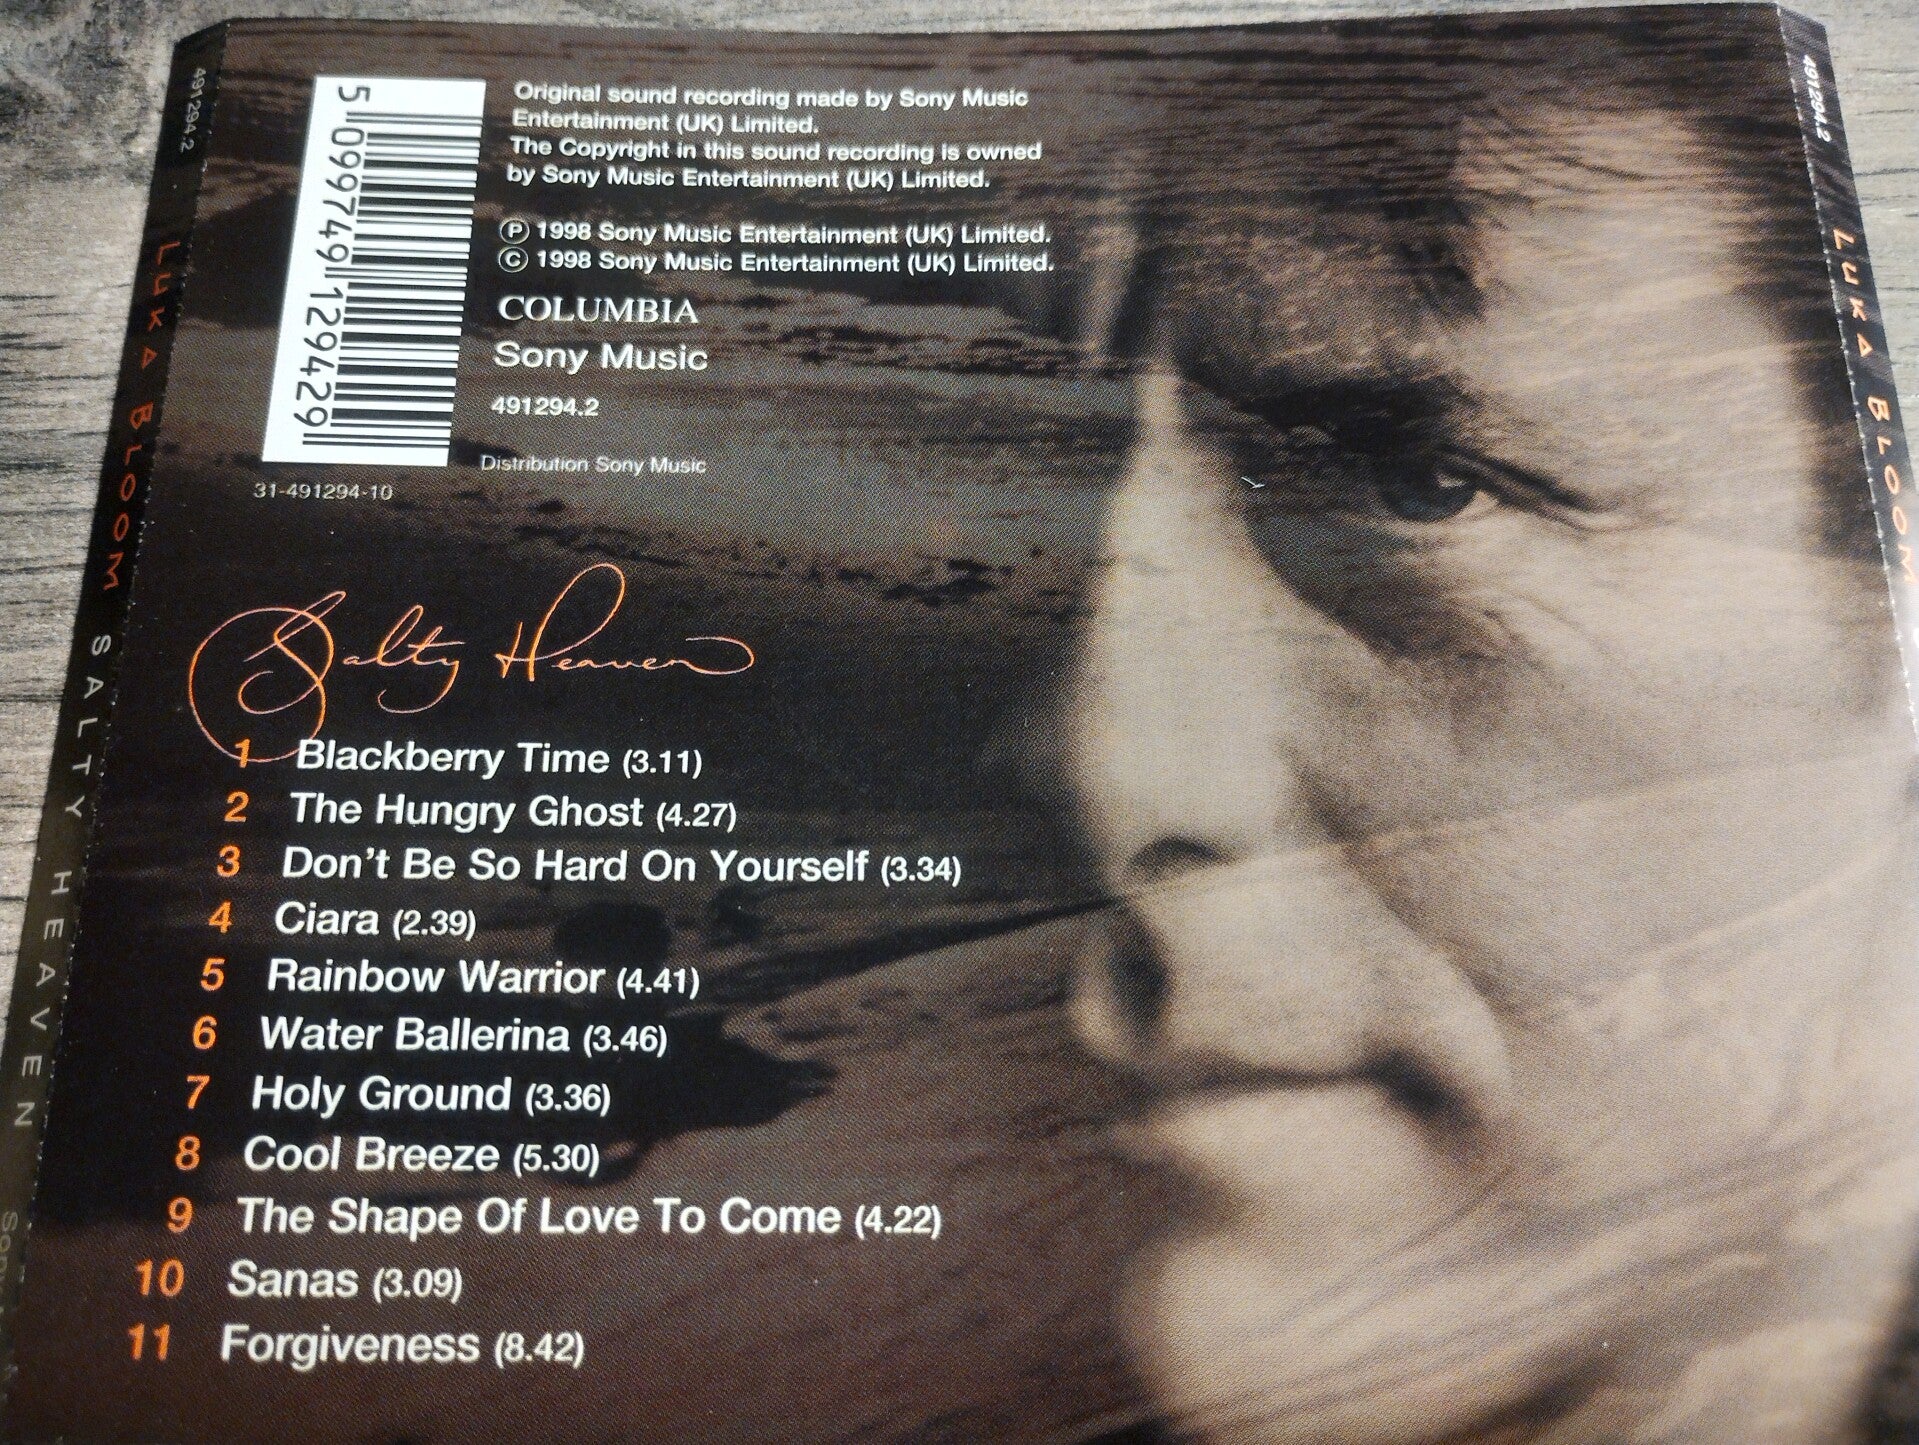 491294.2
LUKA BLOOM
SALTY HEAVEN
5 099749 129429
31-491294-10
Original sound recording made by Sony Music
Entertainment (UK) Limited.
The Copyright in this sound recording is owned
by Sony Music Entertainment (UK) Limited.
Ⓟ 1998 Sony Music Entertainment (UK) Limited.
© 1998 Sony Music Entertainment (UK) Limited.
COLUMBIA
Sony Music
491294.2
Distribution Sony Music
Salty Heaven
1 Blackberry Time (3.11)
2 The Hungry Ghost (4.27)
3 Don't Be So Hard On Yourself (3.34)
4 Ciara (2.39)
5 Rainbow Warrior (4.41)
6 Water Ballerina (3.46)
7 Holy Ground (3.36)
8 Cool Breeze (5.30)
9 The Shape Of Love To Come (4.22)
10 Sanas (3.09)
11 Forgiveness (8.42)
491294.2
LUKA BLOOM